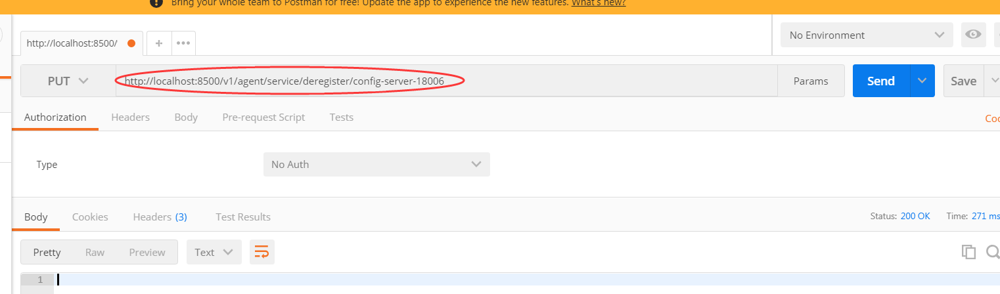 Bring your whole team to Postman for free! Update the app to experience the new features. What's new?
http://localhost:8500/ + •••
No Environment
PUT http://localhost:8500/v1/agent/service/deregister/config-server-18006 Params Send Save
Authorization Headers Body Pre-request Script Tests
Type No Auth
Body Cookies Headers (3) Test Results Status: 200 OK Time: 271 ms
Pretty Raw Preview Text
1